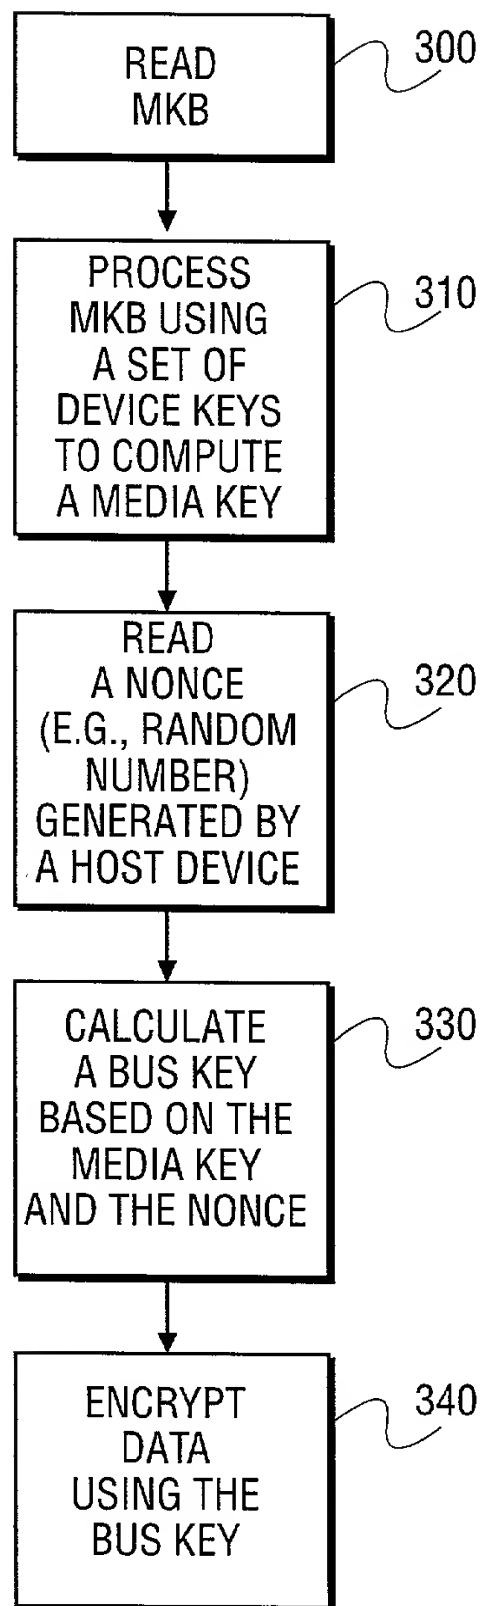 READ
MKB
300
PROCESS
MKB USING
A SET OF
DEVICE KEYS
TO COMPUTE
A MEDIA KEY
310
READ
A NONCE
(E.G., RANDOM
NUMBER)
GENERATED BY
A HOST DEVICE
320
CALCULATE
A BUS KEY
BASED ON THE
MEDIA KEY
AND THE NONCE
330
ENCRYPT
DATA
USING THE
BUS KEY
340